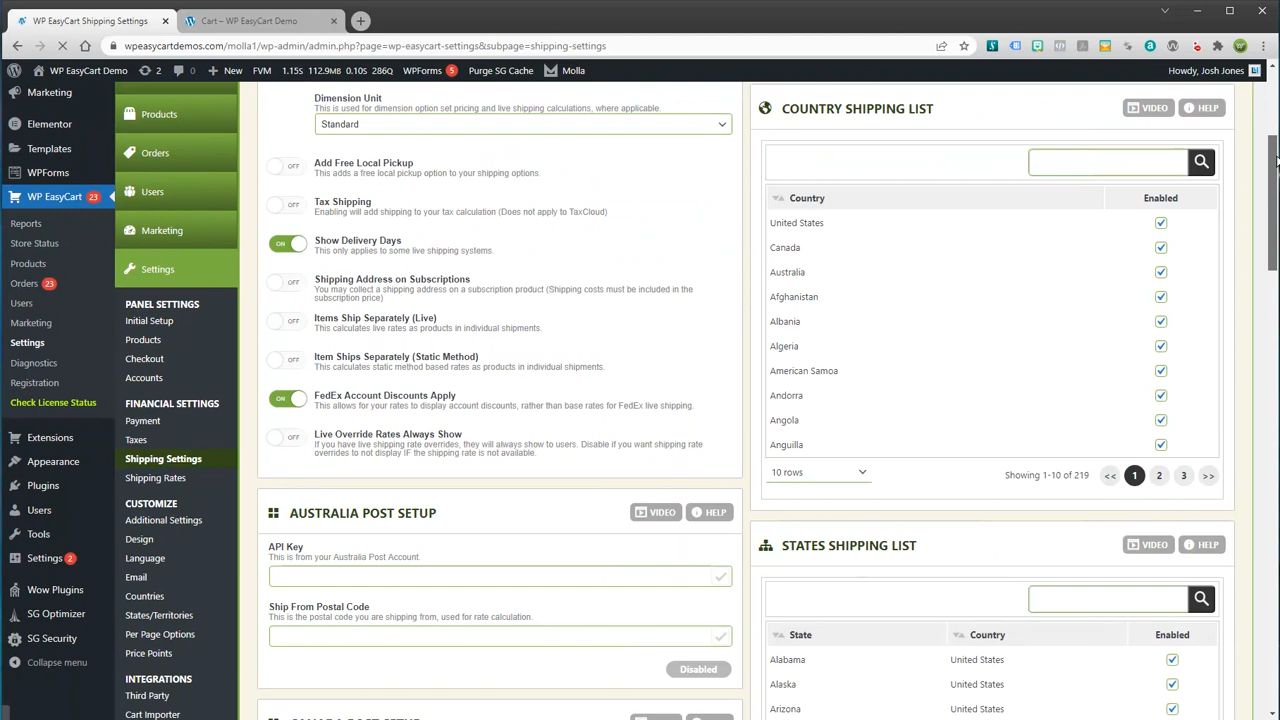 WP EasyCart Shipping Settings
Cart – WP EasyCart Demo
wpeasycartdemos.com/molla1/wp-admin/admin.php?page=wp-easycart-settings&subpage=shipping-settings
WP EasyCart Demo
2
0
New
FVM
1.15S 112.9MB 0.10S 286Q
WPForms 5
Purge SG Cache
Molla
Howdy, Josh Jones
Marketing
Elementor
Templates
WPForms
WP EasyCart 23
Reports
Store Status
Products
Orders 23
Users
Marketing
Settings
Diagnostics
Registration
Check License Status
Extensions
Appearance
Plugins
Users
Tools
Settings 2
Wow Plugins
SG Optimizer
SG Security
Collapse menu
Products
Orders
Users
Marketing
Settings
PANEL SETTINGS
Initial Setup
Products
Checkout
Accounts
FINANCIAL SETTINGS
Payment
Taxes
Shipping Settings
Shipping Rates
CUSTOMIZE
Additional Settings
Design
Language
Email
Countries
States/Territories
Per Page Options
Price Points
INTEGRATIONS
Third Party
Cart Importer
Dimension Unit
This is used for dimension option set pricing and live shipping calculations, where applicable.
Standard
OFF
Add Free Local Pickup
This adds a free local pickup option to your shipping options.
OFF
Tax Shipping
Enabling will add shipping to your tax calculation (Does not apply to TaxCloud)
ON
Show Delivery Days
This only applies to some live shipping systems.
OFF
Shipping Address on Subscriptions
You may collect a shipping address on a subscription product (Shipping costs must be included in the
subscription price)
OFF
Items Ship Separately (Live)
This calculates live rates as products in individual shipments.
OFF
Item Ships Separately (Static Method)
This calculates static method based rates as products in individual shipments.
ON
FedEx Account Discounts Apply
This allows for your rates to display account discounts, rather than base rates for FedEx live shipping.
OFF
Live Override Rates Always Show
If you have live shipping rate overrides, they will always show to users. Disable if you want shipping rate
overrides to not display IF the shipping rate is not available.
AUSTRALIA POST SETUP
VIDEO
HELP
API Key
This is from your Australia Post Account.
Ship From Postal Code
This is the postal code you are shipping from, used for rate calculation.
Disabled
COUNTRY SHIPPING LIST
VIDEO
HELP
Country
Enabled
United States
Canada
Australia
Afghanistan
Albania
Algeria
American Samoa
Andorra
Angola
Anguilla
10 rows
Showing 1-10 of 219
<< 1 2 3 >>
STATES SHIPPING LIST
VIDEO
HELP
State
Country
Enabled
Alabama United States
Alaska United States
Arizona United States